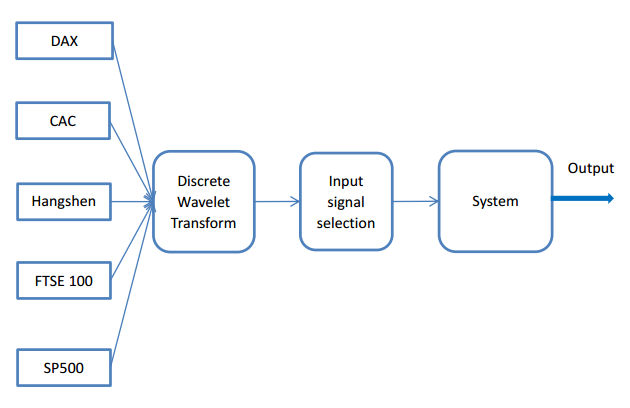 DAX
CAC
Hangshen
FTSE 100
SP500
Discrete
Wavelet
Transform
Input
signal
selection
System
Output